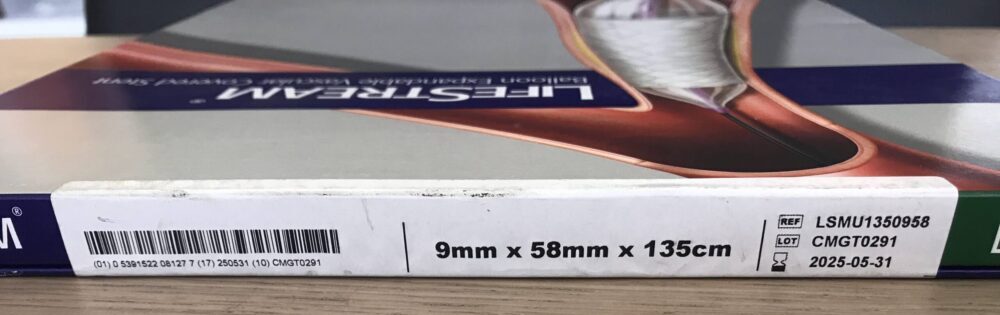 LIFESTREAM®
Balloon Expandable Vascular Covered Stent
M®
9mm x 58mm x 135cm
(01) 0 5391522 08127 7 (17) 250531 (10) CMGT0291
REF LSMU1350958
LOT CMGT0291
2025-05-31